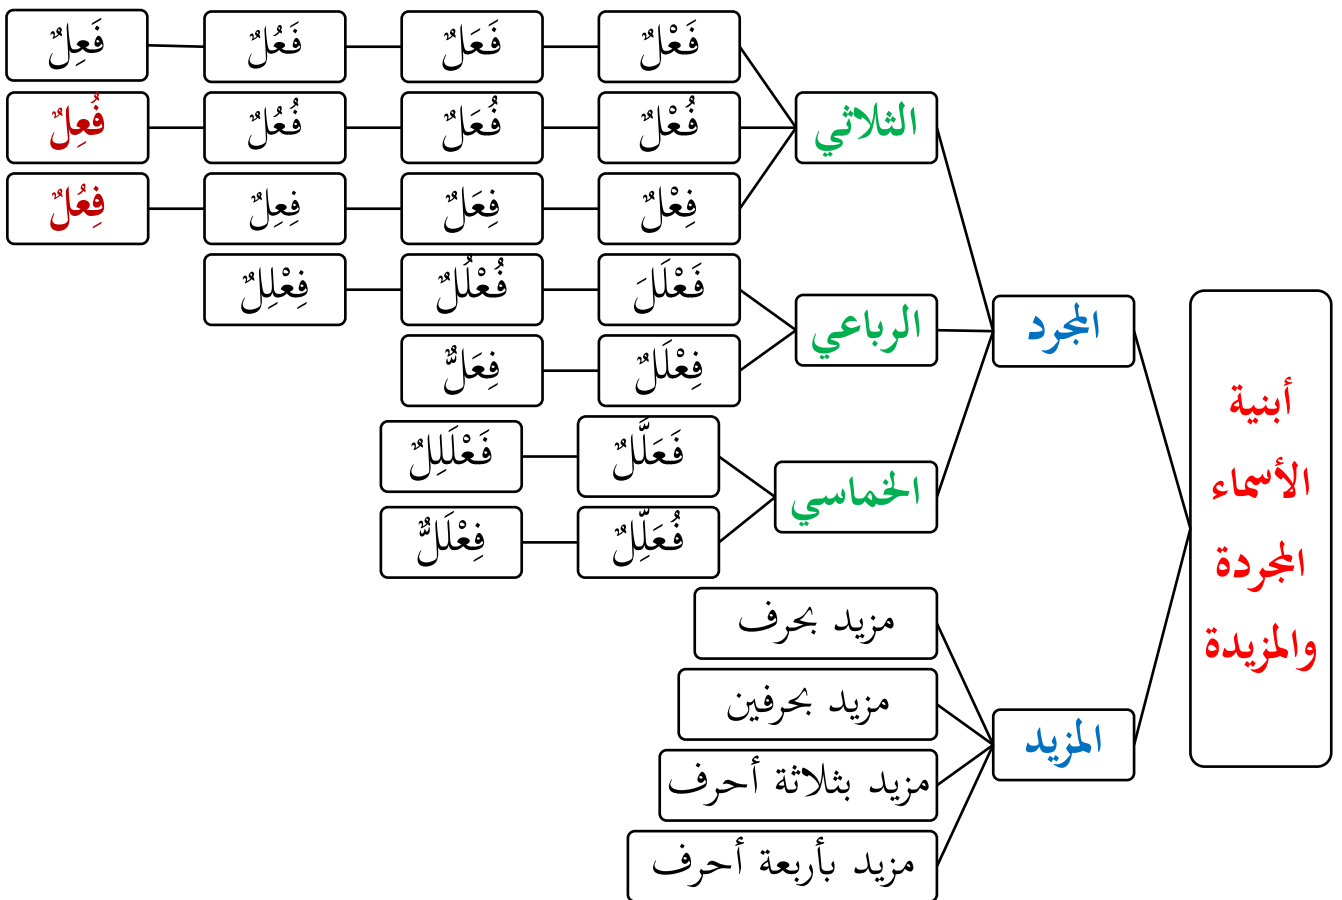 أبنية
الأسماء
المجردة
والمزيدة
المجرد
الثلاثي
فَعْلٌ
فَعَلٌ
فَعُلٌ
فَعِلٌ
فُعْلٌ
فُعَلٌ
فُعُلٌ
فُعِلٌ
فِعْلٌ
فِعَلٌ
فِعِلٌ
فِعُلٌ
الرباعي
فَعْلَلَ
فُعْلُلٌ
فِعْلِلٌ
فِعْلَلٌ
فِعَلٌّ
الخماسي
فَعَلَّلٌ
فَعْلَلِلٌ
فُعَلِّلٌ
فِعْلَلٌّ
المزيد
مزيد بحرف
مزيد بحرفين
مزيد بثلاثة أحرف
مزيد بأربعة أحرف